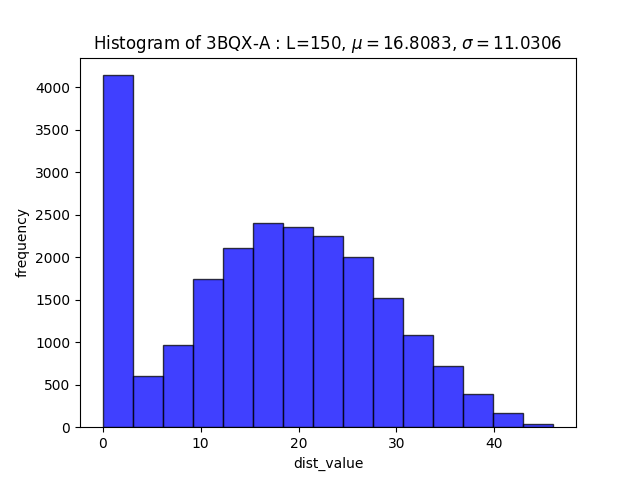 Histogram of 3BQX-A : L=150, μ = 16.8083, σ = 11.0306
4000
3500
3000
2500
2000
1500
1000
500
0
frequency
0 10 20 30 40
dist_value